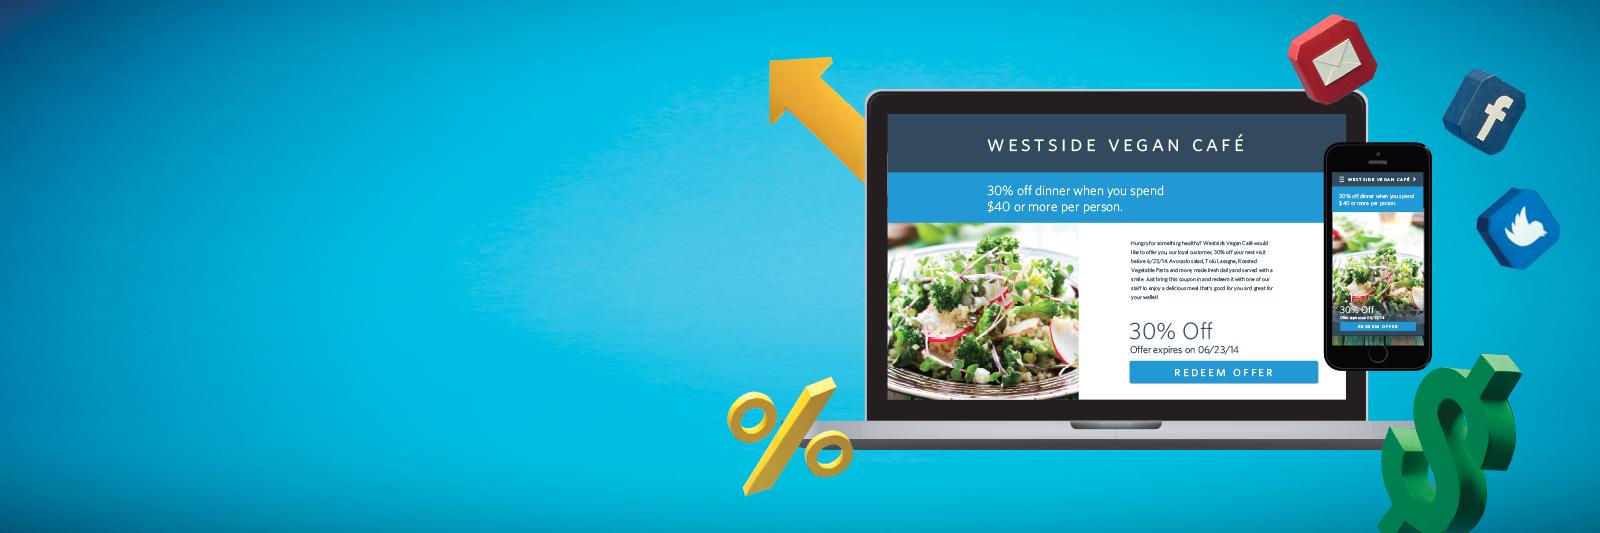 WESTSIDE VEGAN CAFÉ
30% off dinner when you spend
$40 or more per person.
Hungry for something healthy? Westside Vegan Café would
like to offer you, our loyal customer, 30% off your next visit
before 6/23/14. Avocado salad, Tofu Lasagne, Roasted
Vegetable Pasta and more, made fresh daily and served with a
smile. Just bring this coupon in and redeem it with one of our
staff to enjoy a delicious meal that's good for you and great for
your wallet!
30% Off
Offer expires on 06/23/14
REDEEM OFFER
WESTSIDE VEGAN CAFÉ
30% off dinner when you spend
$40 or more per person.
30% Off
Offer expires on 06/23/14
REDEEM OFFER
f
%
$